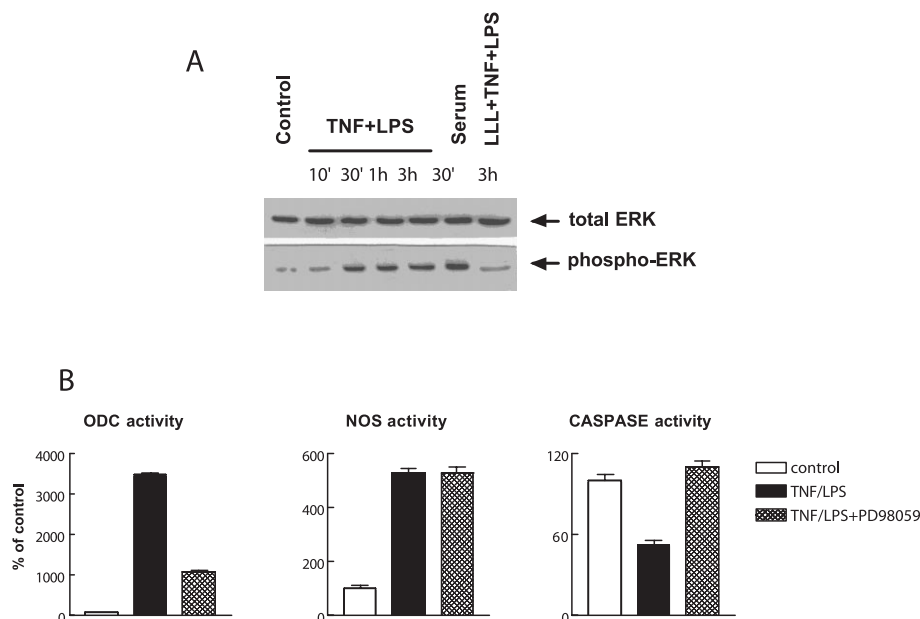 A
Control
TNF+LPS
Serum
LLL+TNF+LPS
10' 30' 1h 3h 30' 3h
total ERK
phospho-ERK
B
ODC activity
NOS activity
CASPASE activity
% of control
4000
3000
2000
1000
0
600
400
200
0
120
60
0
control
TNF/LPS
TNF/LPS+PD98059